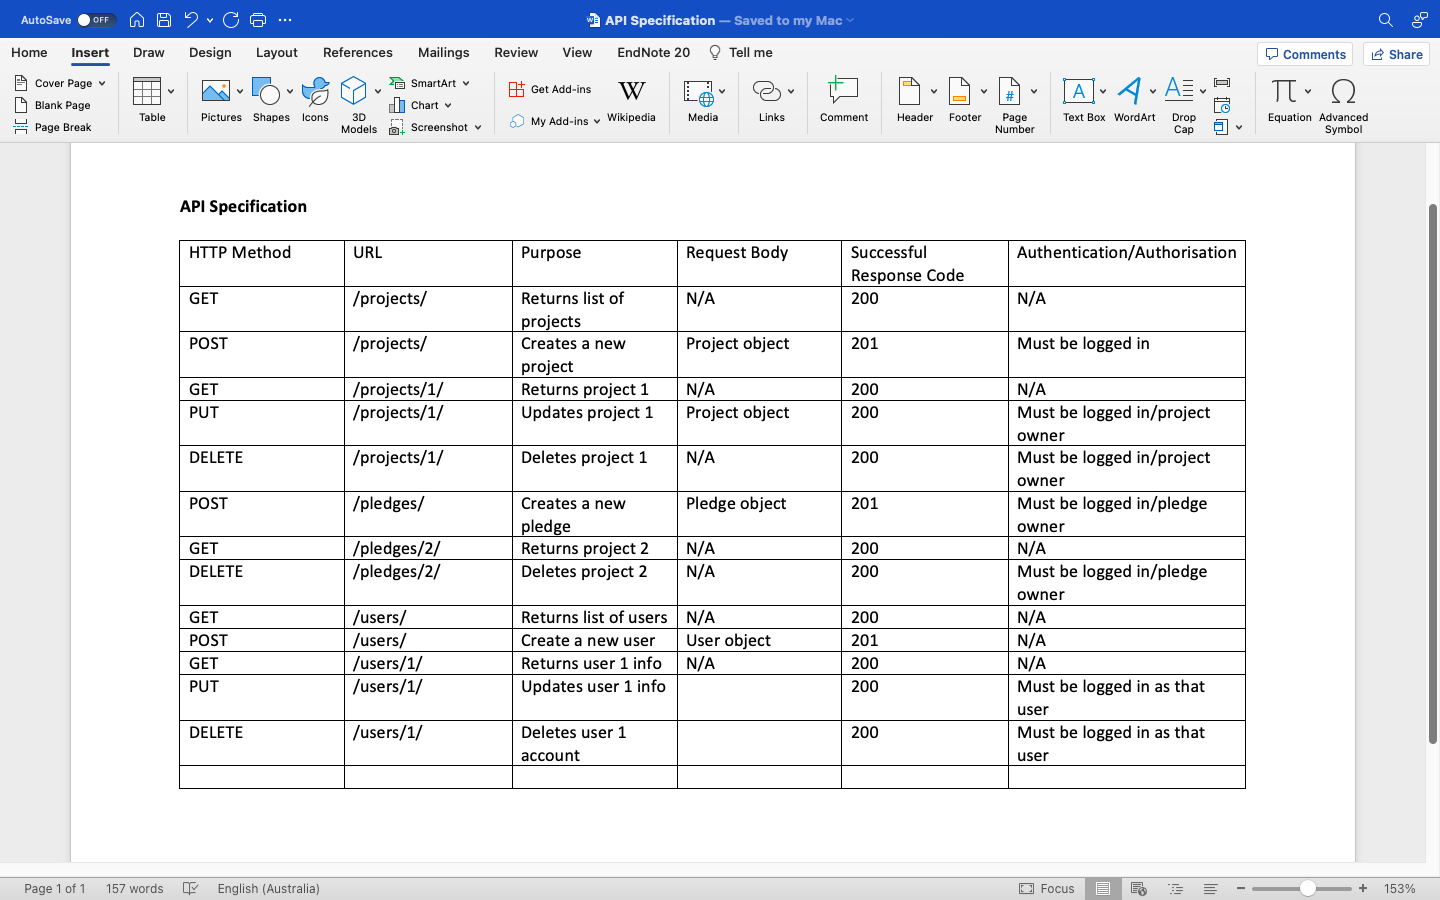 AutoSave OFF API Specification — Saved to my Mac
Home Insert Draw Design Layout References Mailings Review View EndNote 20 Tell me Comments Share
Cover Page
Blank Page
Page Break
Table
Pictures
Shapes
Icons
3D
Models
SmartArt
Chart
Screenshot
Get Add-ins
My Add-ins
W
Wikipedia
Media
Links
Comment
Header
Footer
#
Page
Number
A
Text Box
A
WordArt
A
Drop
Cap
π
Equation
Ω
Advanced
Symbol
API Specification
HTTP Method URL Purpose Request Body Successful Authentication/Authorisation
Response Code
GET /projects/ Returns list of N/A 200 N/A
projects
POST /projects/ Creates a new Project object 201 Must be logged in
project
GET /projects/1/ Returns project 1 N/A 200 N/A
PUT /projects/1/ Updates project 1 Project object 200 Must be logged in/project
owner
DELETE /projects/1/ Deletes project 1 N/A 200 Must be logged in/project
owner
POST /pledges/ Creates a new Pledge object 201 Must be logged in/pledge
pledge owner
GET /pledges/2/ Returns project 2 N/A 200 N/A
DELETE /pledges/2/ Deletes project 2 N/A 200 Must be logged in/pledge
owner
GET /users/ Returns list of users N/A 200 N/A
POST /users/ Create a new user User object 201 N/A
GET /users/1/ Returns user 1 info N/A 200 N/A
PUT /users/1/ Updates user 1 info 200 Must be logged in as that
user
DELETE /users/1/ Deletes user 1 200 Must be logged in as that
account user
Page 1 of 1 157 words English (Australia) Focus − + 153%